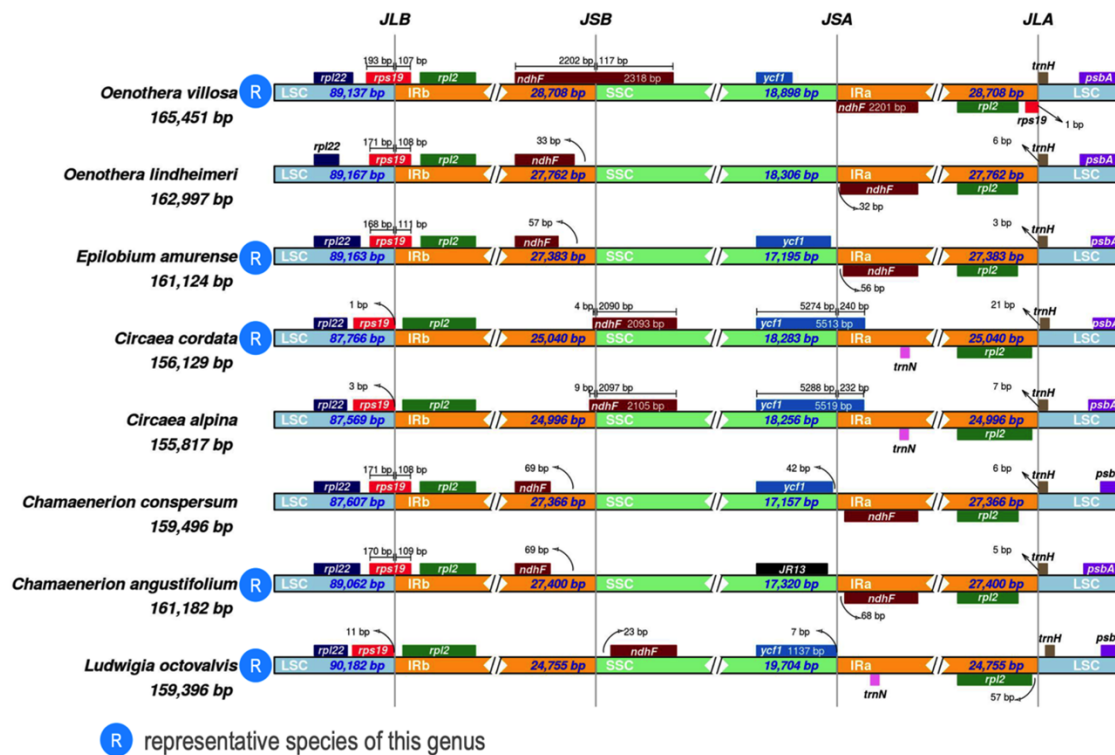 JLB JSB JSA JLA
193 bp 107 bp 2202 bp 117 bp trnH
rpl22 rps19 rpl2 ndhF 2318 bp ycf1 psbA
Oenothera villosa R LSC 89,137 bp IRb 28,708 bp SSC 18,898 bp IRa 28,708 bp LSC
165,451 bp ndhF 2201 bp rpl2 rps19 1 bp
rpl22 171 bp 108 bp 33 bp 6 bp trnH
rps19 rpl2 ndhF psbA
Oenothera lindheimeri LSC 89,167 bp IRb 27,762 bp SSC 18,306 bp IRa 27,762 bp LSC
162,997 bp ndhF rpl2
32 bp
168 bp 111 bp 57 bp 3 bp trnH
rpl22 rps19 rpl2 ndhF ycf1 psbA
Epilobium amurense R LSC 89,163 bp IRb 27,383 bp SSC 17,195 bp IRa 27,383 bp LSC
161,124 bp ndhF rpl2
56 bp
1 bp 4 bp 2090 bp 5274 bp 240 bp 21 bp trnH
rpl22 rps19 rpl2 ndhF 2093 bp ycf1 5513 bp psbA
Circaea cordata R LSC 87,766 bp IRb 25,040 bp SSC 18,283 bp IRa 25,040 bp LSC
156,129 bp trnN rpl2
3 bp 9 bp 2097 bp 5288 bp 232 bp 7 bp trnH
rpl22 rps19 rpl2 ndhF 2105 bp ycf1 5519 bp psbA
Circaea alpina LSC 87,569 bp IRb 24,996 bp SSC 18,256 bp IRa 24,996 bp LSC
155,817 bp trnN rpl2
171 bp 108 bp 69 bp 42 bp 6 bp trnH psb
rpl22 rps19 rpl2 ndhF ycf1
Chamaenerion conspersum R LSC 87,607 bp IRb 27,366 bp SSC 17,157 bp IRa 27,366 bp LSC
159,496 bp ndhF rpl2
170 bp 109 bp 69 bp 5 bp trnH
rpl22 rps19 rpl2 ndhF JR13 psbA
Chamaenerion angustifolium R LSC 89,062 bp IRb 27,400 bp SSC 17,320 bp IRa 27,400 bp LSC
161,182 bp ndhF rpl2
68 bp
11 bp 23 bp 7 bp trnH psb
rpl22 rps19 rpl2 ndhF ycf1 1137 bp
Ludwigia octovalvis R LSC 90,182 bp IRb 24,755 bp SSC 19,704 bp IRa 24,755 bp LSC
159,396 bp trnN rpl2 57 bp
R representative species of this genus